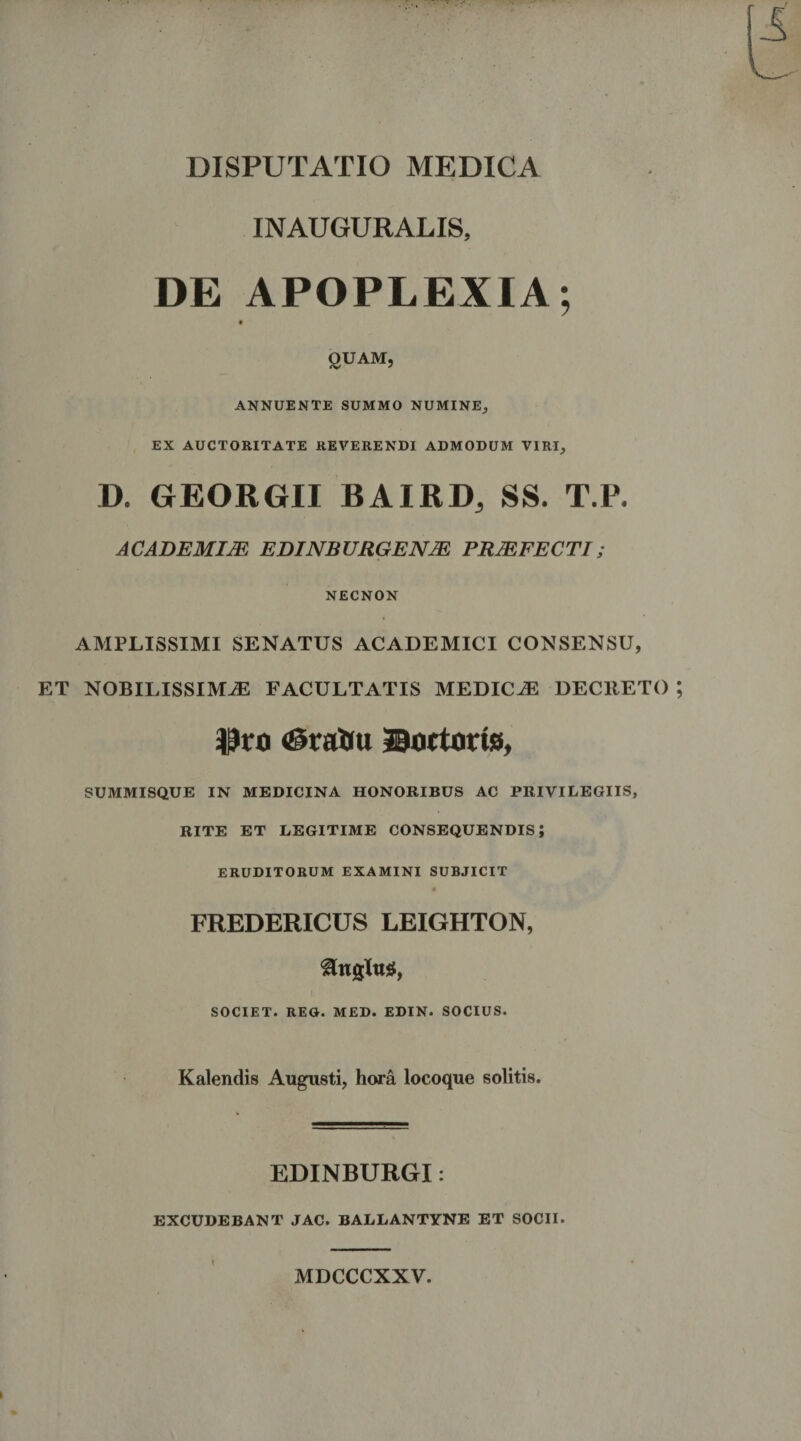 5
DISPUTATIO MEDICA
INAUGURALIS,
DE APOPLEXIA;
QUAM,
ANNUENTE SUMMO NUMINE,
EX AUCTORITATE REVERENDI ADMODUM VIRI,
D. GEORGII BAIRD, SS. T.P.
ACADEMIÆ EDINBURGENÆ PRÆFECTI;
NECNON
AMPLISSIMI SENATUS ACADEMICI CONSENSU,
ET NOBILISSIMÆ FACULTATIS MEDICÆ DECRETO;
Pro Gradu Doctoris,
SUMMISQUE IN MEDICINA HONORIBUS AC PRIVILEGIIS,
RITE ET LEGITIME CONSEQUENDIS;
ERUDITORUM EXAMINI SUBJICIT
FREDERICUS LEIGHTON,
Anglus,
SOCIET. REG. MED. EDIN. SOCIUS.
Kalendis Augusti, horâ locoque solitis.
EDINBURGI:
EXCUDEBANT JAC. BALLANTYNE ET SOCII.
MDCCCXXV.